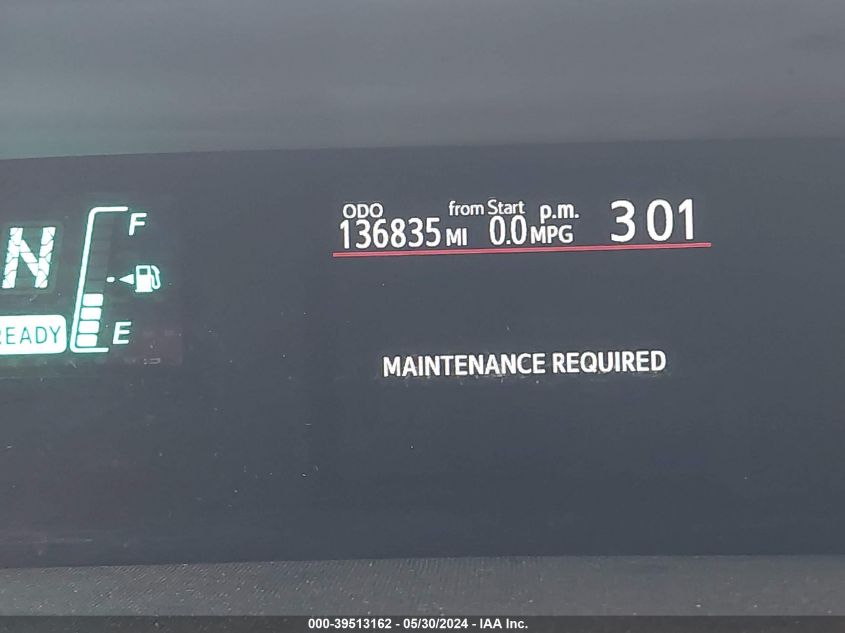 ODO from Start p.m. 3 01
136835 MI 0.0 MPG
N
F
READY
E
MAINTENANCE REQUIRED
000-39513162 - 05/30/2024 - IAA Inc.